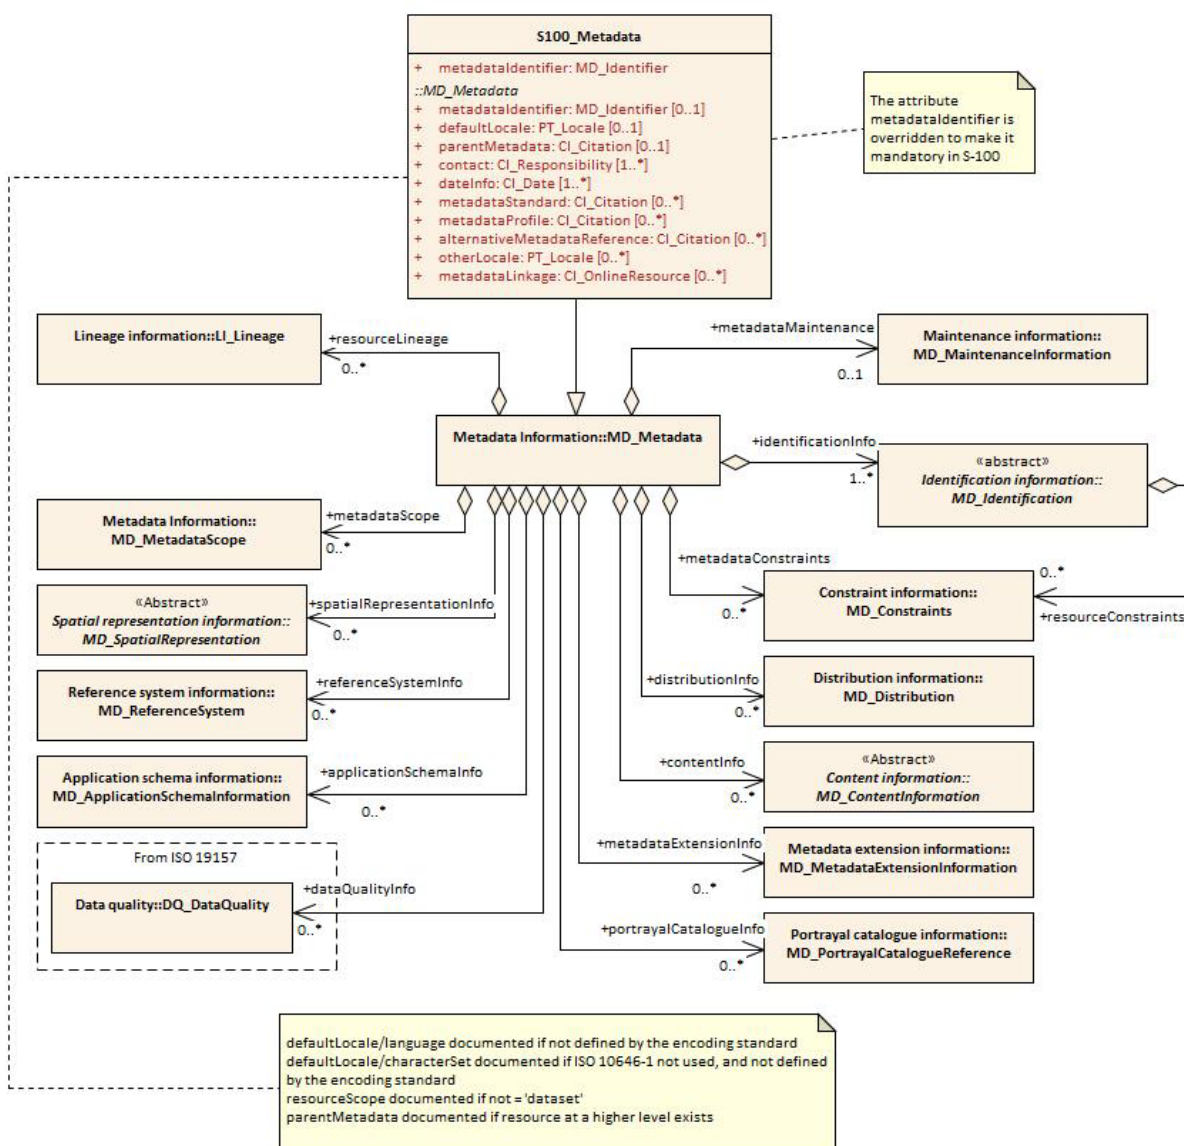 S100_Metadata
+ metadataIdentifier: MD_Identifier
::MD_Metadata
+ metadataIdentifier: MD_Identifier [0..1]
+ defaultLocale: PT_Locale [0..1]
+ parentMetadata: CI_Citation [0..1]
+ contact: CI_Responsibility [1..*]
+ dateInfo: CI_Date [1..*]
+ metadataStandard: CI_Citation [0..*]
+ metadataProfile: CI_Citation [0..*]
+ alternativeMetadataReference: CI_Citation [0..*]
+ otherLocale: PT_Locale [0..*]
+ metadataLinkage: CI_OnlineResource [0..*]
The attribute
metadataIdentifier is
overridden to make it
mandatory in S-100
Lineage information::LI_Lineage
+resourceLineage
0..*
+metadataMaintenance
0..1
Maintenance information::
MD_MaintenanceInformation
Metadata Information::MD_Metadata
+identificationInfo
1..*
«abstract»
Identification information::
MD_Identification
Metadata Information::
MD_MetadataScope
+metadataScope
0..*
+metadataConstraints
0..*
Constraint information::
MD_Constraints
0..*
+resourceConstraints
«Abstract»
Spatial representation information::
MD_SpatialRepresentation
+spatialRepresentationInfo
0..*
Reference system information::
MD_ReferenceSystem
+referenceSystemInfo
0..*
+distributionInfo
0..*
Distribution information::
MD_Distribution
Application schema information::
MD_ApplicationSchemaInformation
+applicationSchemaInfo
0..*
+contentInfo
0..*
«Abstract»
Content information::
MD_ContentInformation
From ISO 19157
Data quality::DQ_DataQuality
+dataQualityInfo
0..*
+metadataExtensionInfo
0..*
Metadata extension information::
MD_MetadataExtensionInformation
+portrayalCatalogueInfo
0..*
Portrayal catalogue information::
MD_PortrayalCatalogueReference
defaultLocale/language documented if not defined by the encoding standard
defaultLocale/characterSet documented if ISO 10646-1 not used, and not defined
by the encoding standard
resourceScope documented if not = 'dataset'
parentMetadata documented if resource at a higher level exists